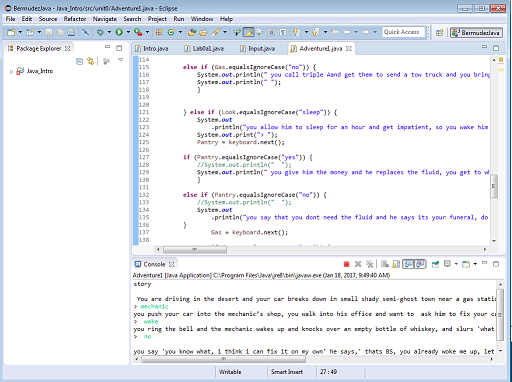 BermudezJava - Java_Intro/src/unit0/Adventure1.java - Eclipse
File Edit Source Refactor Navigate Search Project Run Window Help
Quick Access
BermudezJava
Package Explorer
Java_Intro
Intro.java Lab0a1.java Input.java Adventure1.java
114
115 else if (Gas.equalsIgnoreCase("no")) {
116 System.out.println(" you call triple Aand get them to send a tow truck and you bring
117 System.out.println(" ");
118 }
119
120
121 } else if (Look.equalsIgnoreCase("sleep")) {
122 System.out
123 .println("you allow him to sleep for an hour and get impatient, so you wake him
124 System.out.print("> ");
125 Pantry = keyboard.next();
126
127 if (Pantry.equalsIgnoreCase("yes")) {
128 //System.out.println(" ");
129 System.out.println(" you give him the money and he replaces the fluid, you get to wh
130 }
131
132 else if (Pantry.equalsIgnoreCase("no")) {
133 //System.out.println(" ");
134 System.out
135 .println("you say that you dont need the fluid and he says its your funeral, do
136 }
137 Gas = keyboard.next();
138
Console
Adventure1 [Java Application] C:\Program Files\Java\jre8\bin\javaw.exe (Jan 18, 2017, 9:49:40 AM)
story
You are driving in the desert and your car breaks down in small shady semi-ghost town near a gas static
> mechanic
you push your car into the mechanic's shop, you walk into his office and want to ask him to fix your ca
> wake
you ring the bell and the mechanic wakes up and knocks over an empty bottle of whiskey, and slurs 'what
> no
you say 'you know what, i think i can fix it on my own' he says,' thats BS, you already woke me up, let
Writable Smart Insert 27 : 49